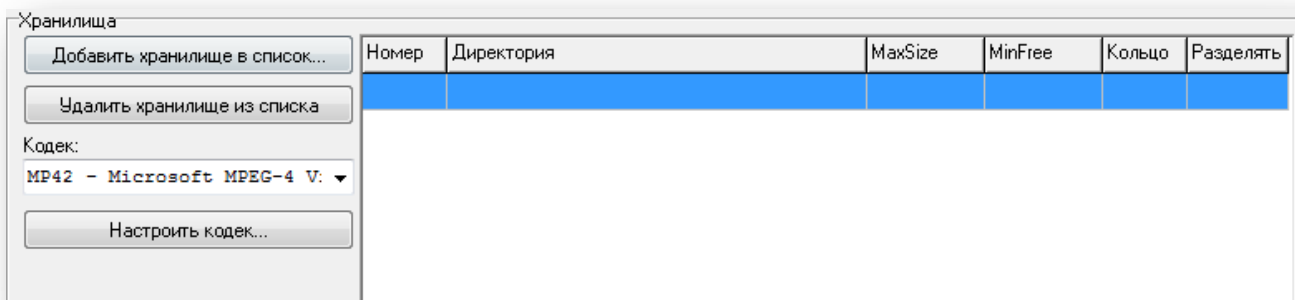 Хранилища
Добавить хранилище в список...
Номер Директория MaxSize MinFree Кольцо Разделять
Удалить хранилище из списка
Кодек:
MP42 - Microsoft MPEG-4 V:
Настроить кодек...